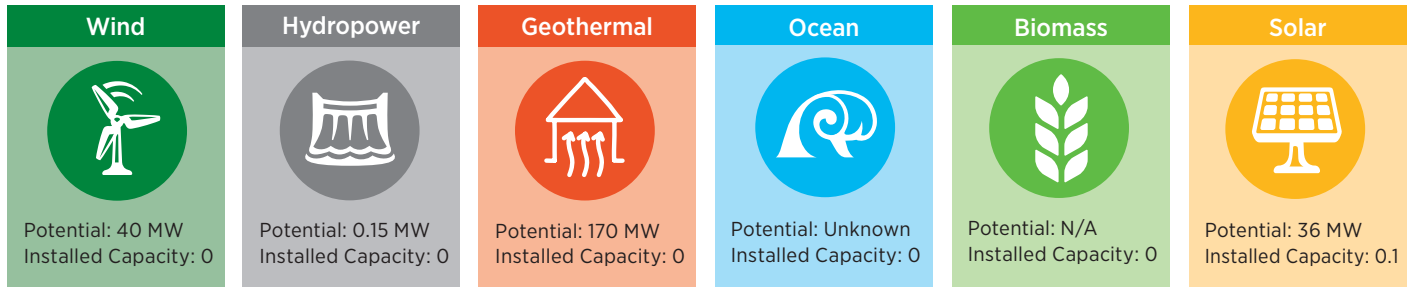 Wind
Potential: 40 MW
Installed Capacity: 0
Hydropower
Potential: 0.15 MW
Installed Capacity: 0
Geothermal
Potential: 170 MW
Installed Capacity: 0
Ocean
Potential: Unknown
Installed Capacity: 0
Biomass
Potential: N/A
Installed Capacity: 0
Solar
Potential: 36 MW
Installed Capacity: 0.1